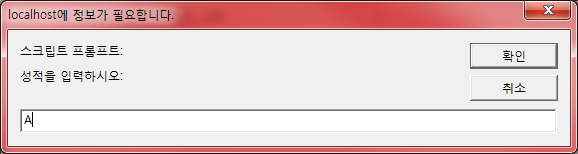 localhost에 정보가 필요합니다.
스크립트 프롬프트:
확인
성적을 입력하시오:
취소
A